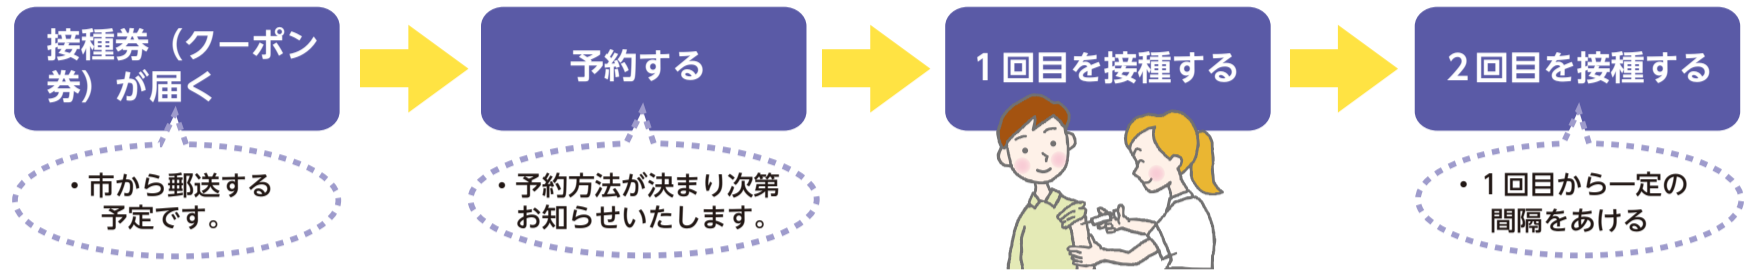 接種券（クーポン
券）が届く
・市から郵送する
予定です。
予約する
・予約方法が決まり次第
お知らせいたします。
１回目を接種する
２回目を接種する
・１回目から一定の
間隔をあける